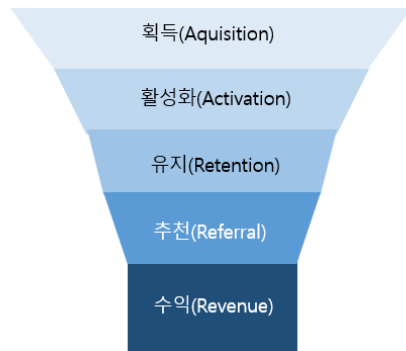 획득(Aquisition)
활성화(Activation)
유지(Retention)
추천(Referral)
수익(Revenue)